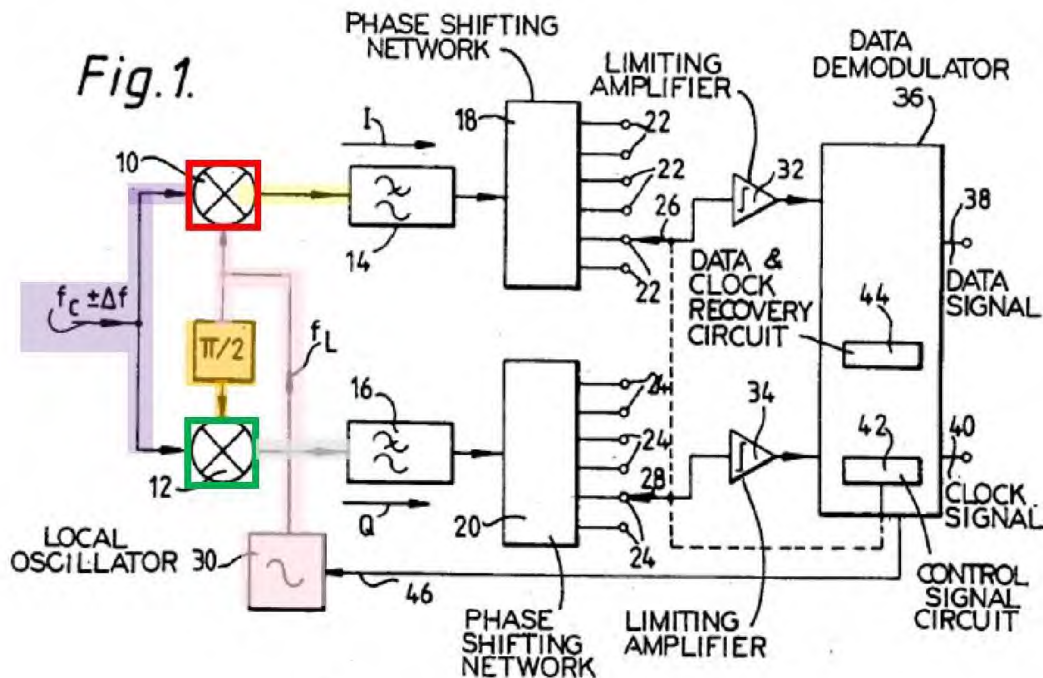 Fig.1.
PHASE SHIFTING
NETWORK
LIMITING
AMPLIFIER
DATA
DEMODULATOR
36
10
I
18
22
22
32
14
26
22
38
DATA &
CLOCK
RECOVERY
CIRCUIT
44
DATA
SIGNAL
fc ±Δf
π/2
fL
16
24
24
34
42
40
12
Q
20
28
24
CLOCK
SIGNAL
LOCAL
OSCILLATOR
30
46
PHASE
SHIFTING
NETWORK
LIMITING
AMPLIFIER
CONTROL
SIGNAL
CIRCUIT